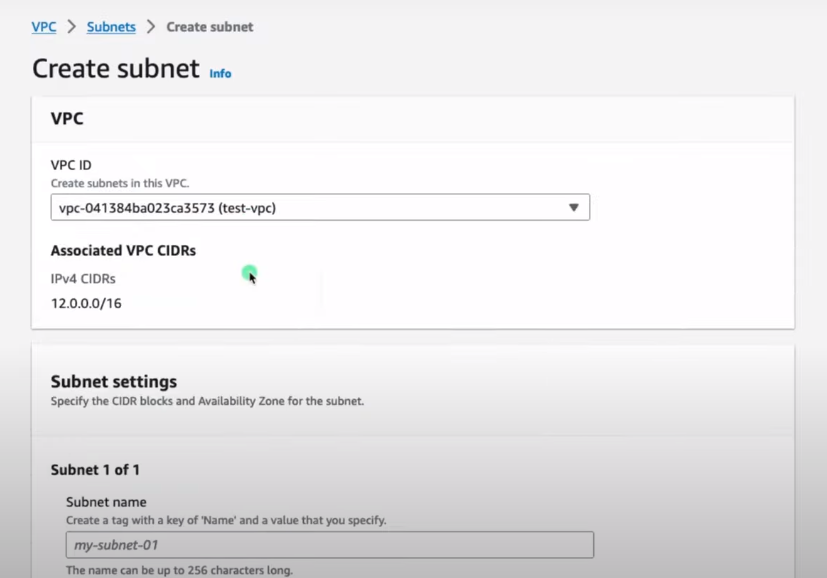 VPC > Subnets > Create subnet
Create subnet Info
VPC
VPC ID
Create subnets in this VPC.
vpc-041384ba023ca3573 (test-vpc)
Associated VPC CIDRs
IPv4 CIDRs
12.0.0.0/16
Subnet settings
Specify the CIDR blocks and Availability Zone for the subnet.
Subnet 1 of 1
Subnet name
Create a tag with a key of 'Name' and a value that you specify.
my-subnet-01
The name can be up to 256 characters long.